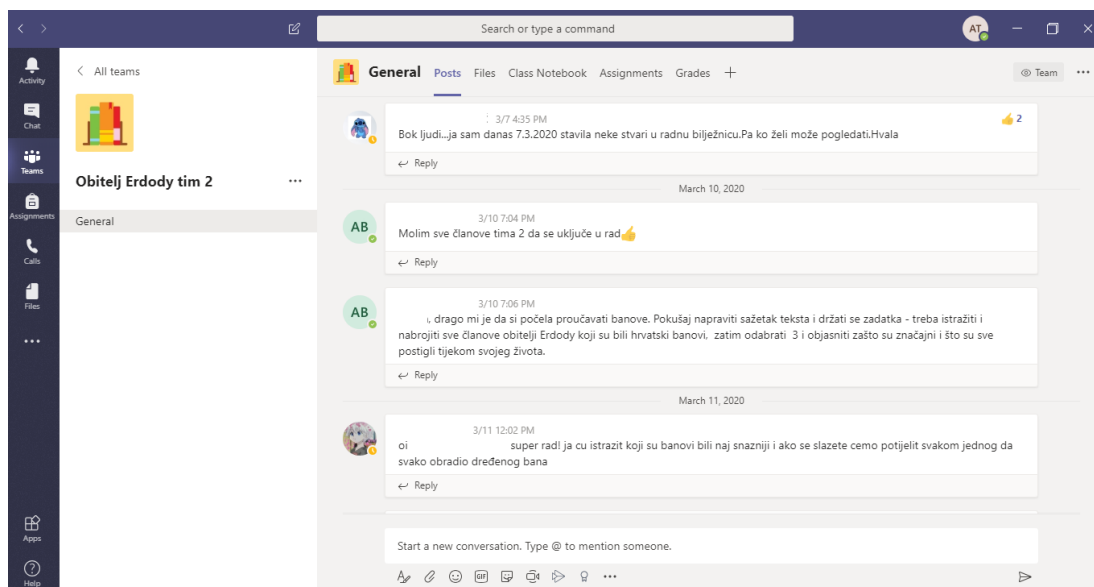 Search or type a command
AT
Activity
Chat
Teams
Assignments
Calls
Files
Apps
Help
All teams
Obitelj Erdody tim 2
General
General Posts Files Class Notebook Assignments Grades
Team
3/7 4:35 PM
2
Bok ljudi...ja sam danas 7.3.2020 stavila neke stvari u radnu bilježnicu.Pa ko želi može pogledati.Hvala
Reply
March 10, 2020
AB
3/10 7:04 PM
Molim sve članove tima 2 da se uključe u rad
Reply
AB
3/10 7:06 PM
, drago mi je da si počela proučavati banove. Pokušaj napraviti sažetak teksta i držati se zadatka - treba istražiti i
nabrojiti sve članove obitelji Erdody koji su bili hrvatski banovi, zatim odabrati 3 i objasniti zašto su značajni i što su sve
postigli tijekom svojeg života.
Reply
March 11, 2020
3/11 12:02 PM
oi super rad! ja cu istrazit koji su banovi bili naj snazniji i ako se slazete cemo potijelit svakom jednog da
svako obradio dređenog bana
Reply
Start a new conversation. Type @ to mention someone.
GIF